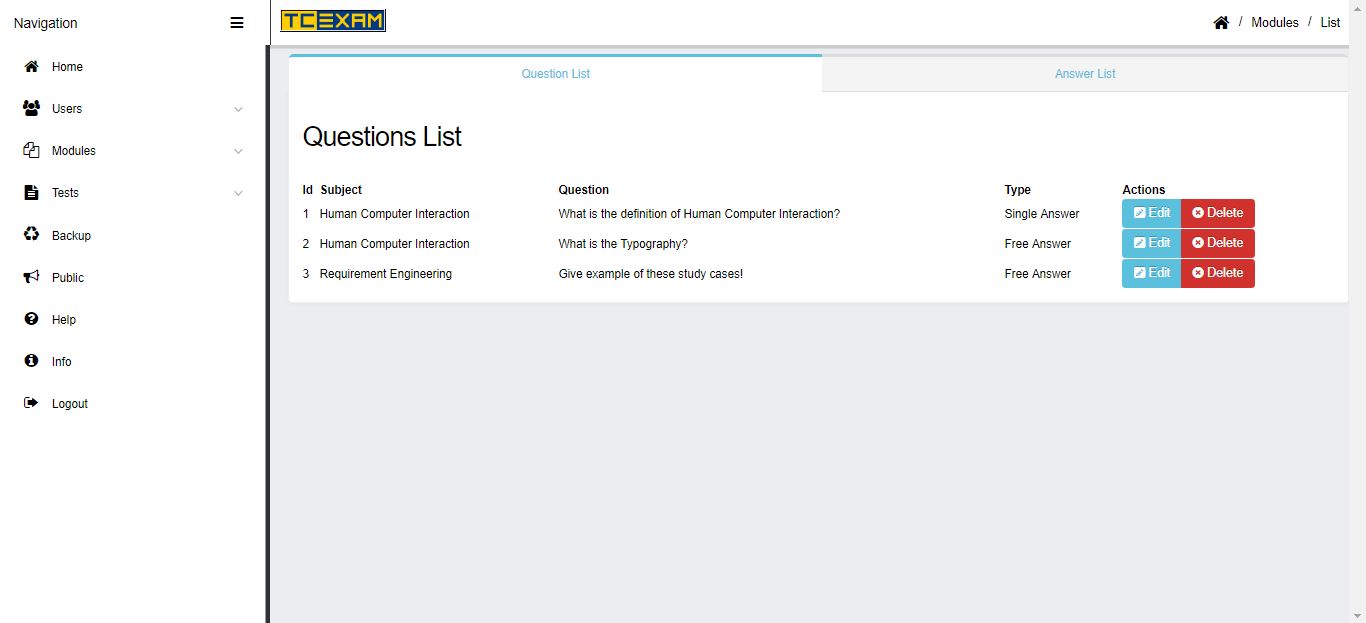 Navigation
TCEXAM
/ Modules / List
Home
Users
Modules
Tests
Backup
Public
Help
Info
Logout
Question List
Answer List
Questions List
Id Subject Question Type Actions
1 Human Computer Interaction What is the definition of Human Computer Interaction? Single Answer Edit Delete
2 Human Computer Interaction What is the Typography? Free Answer Edit Delete
3 Requirement Engineering Give example of these study cases! Free Answer Edit Delete